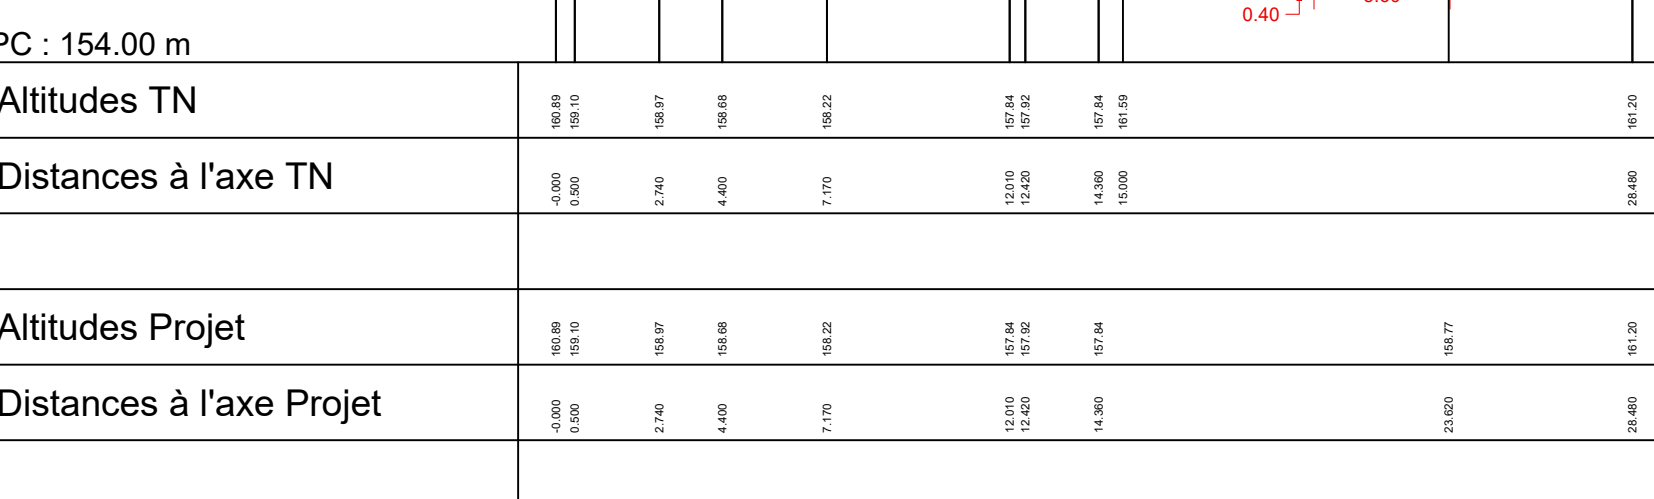 0.40
PC : 154.00 m
Altitudes TN
160.89 159.10 158.97 158.68 158.22 157.84 157.92 157.84 161.59 161.20
Distances à l'axe TN
-0.000 0.500 2.740 4.400 7.170 12.010 12.420 14.360 15.000 28.480
Altitudes Projet
160.89 159.10 158.97 158.68 158.22 157.84 157.92 157.84 158.77 161.20
Distances à l'axe Projet
-0.000 0.500 2.740 4.400 7.170 12.010 12.420 14.360 23.620 28.480